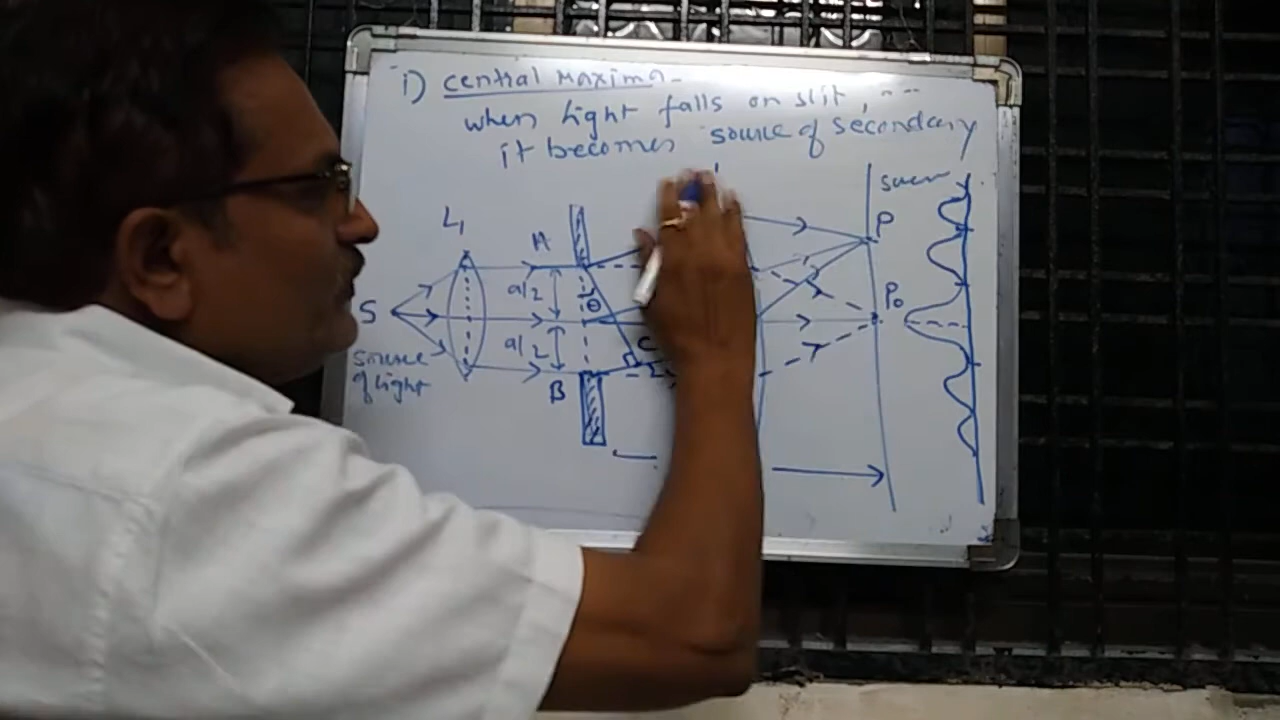 i) central maxima-
when light falls on slit, --
it becomes source of secondary
L1
A
S
source
of light
a/2
a/2
θ
C
B
screen
P
P0